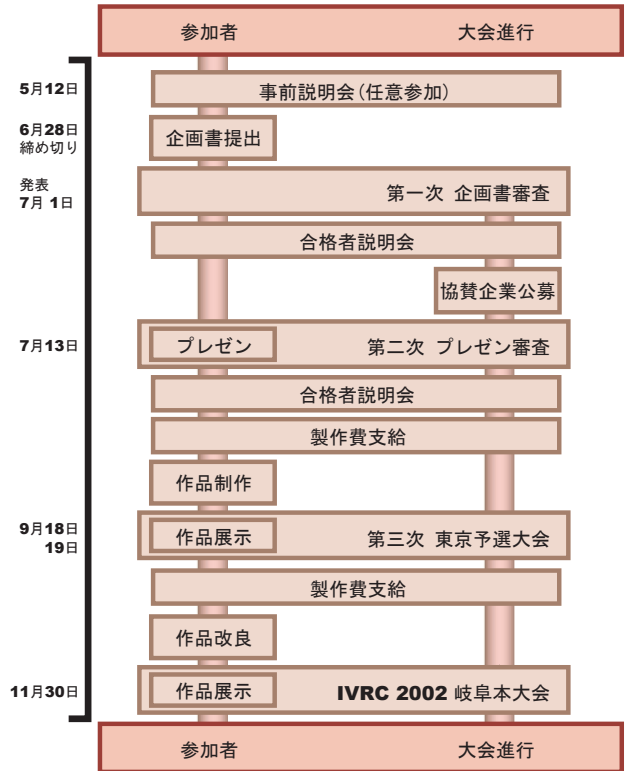 参加者 大会進行
5月12日 事前説明会(任意参加)
6月28日
締め切り
企画書提出
発表
7月 1日
第一次 企画書審査
合格者説明会
協賛企業公募
7月13日 プレゼン 第二次 プレゼン審査
合格者説明会
製作費支給
作品制作
9月18日
19日
作品展示 第三次 東京予選大会
製作費支給
作品改良
11月30日 作品展示 IVRC 2002 岐阜本大会
参加者 大会進行